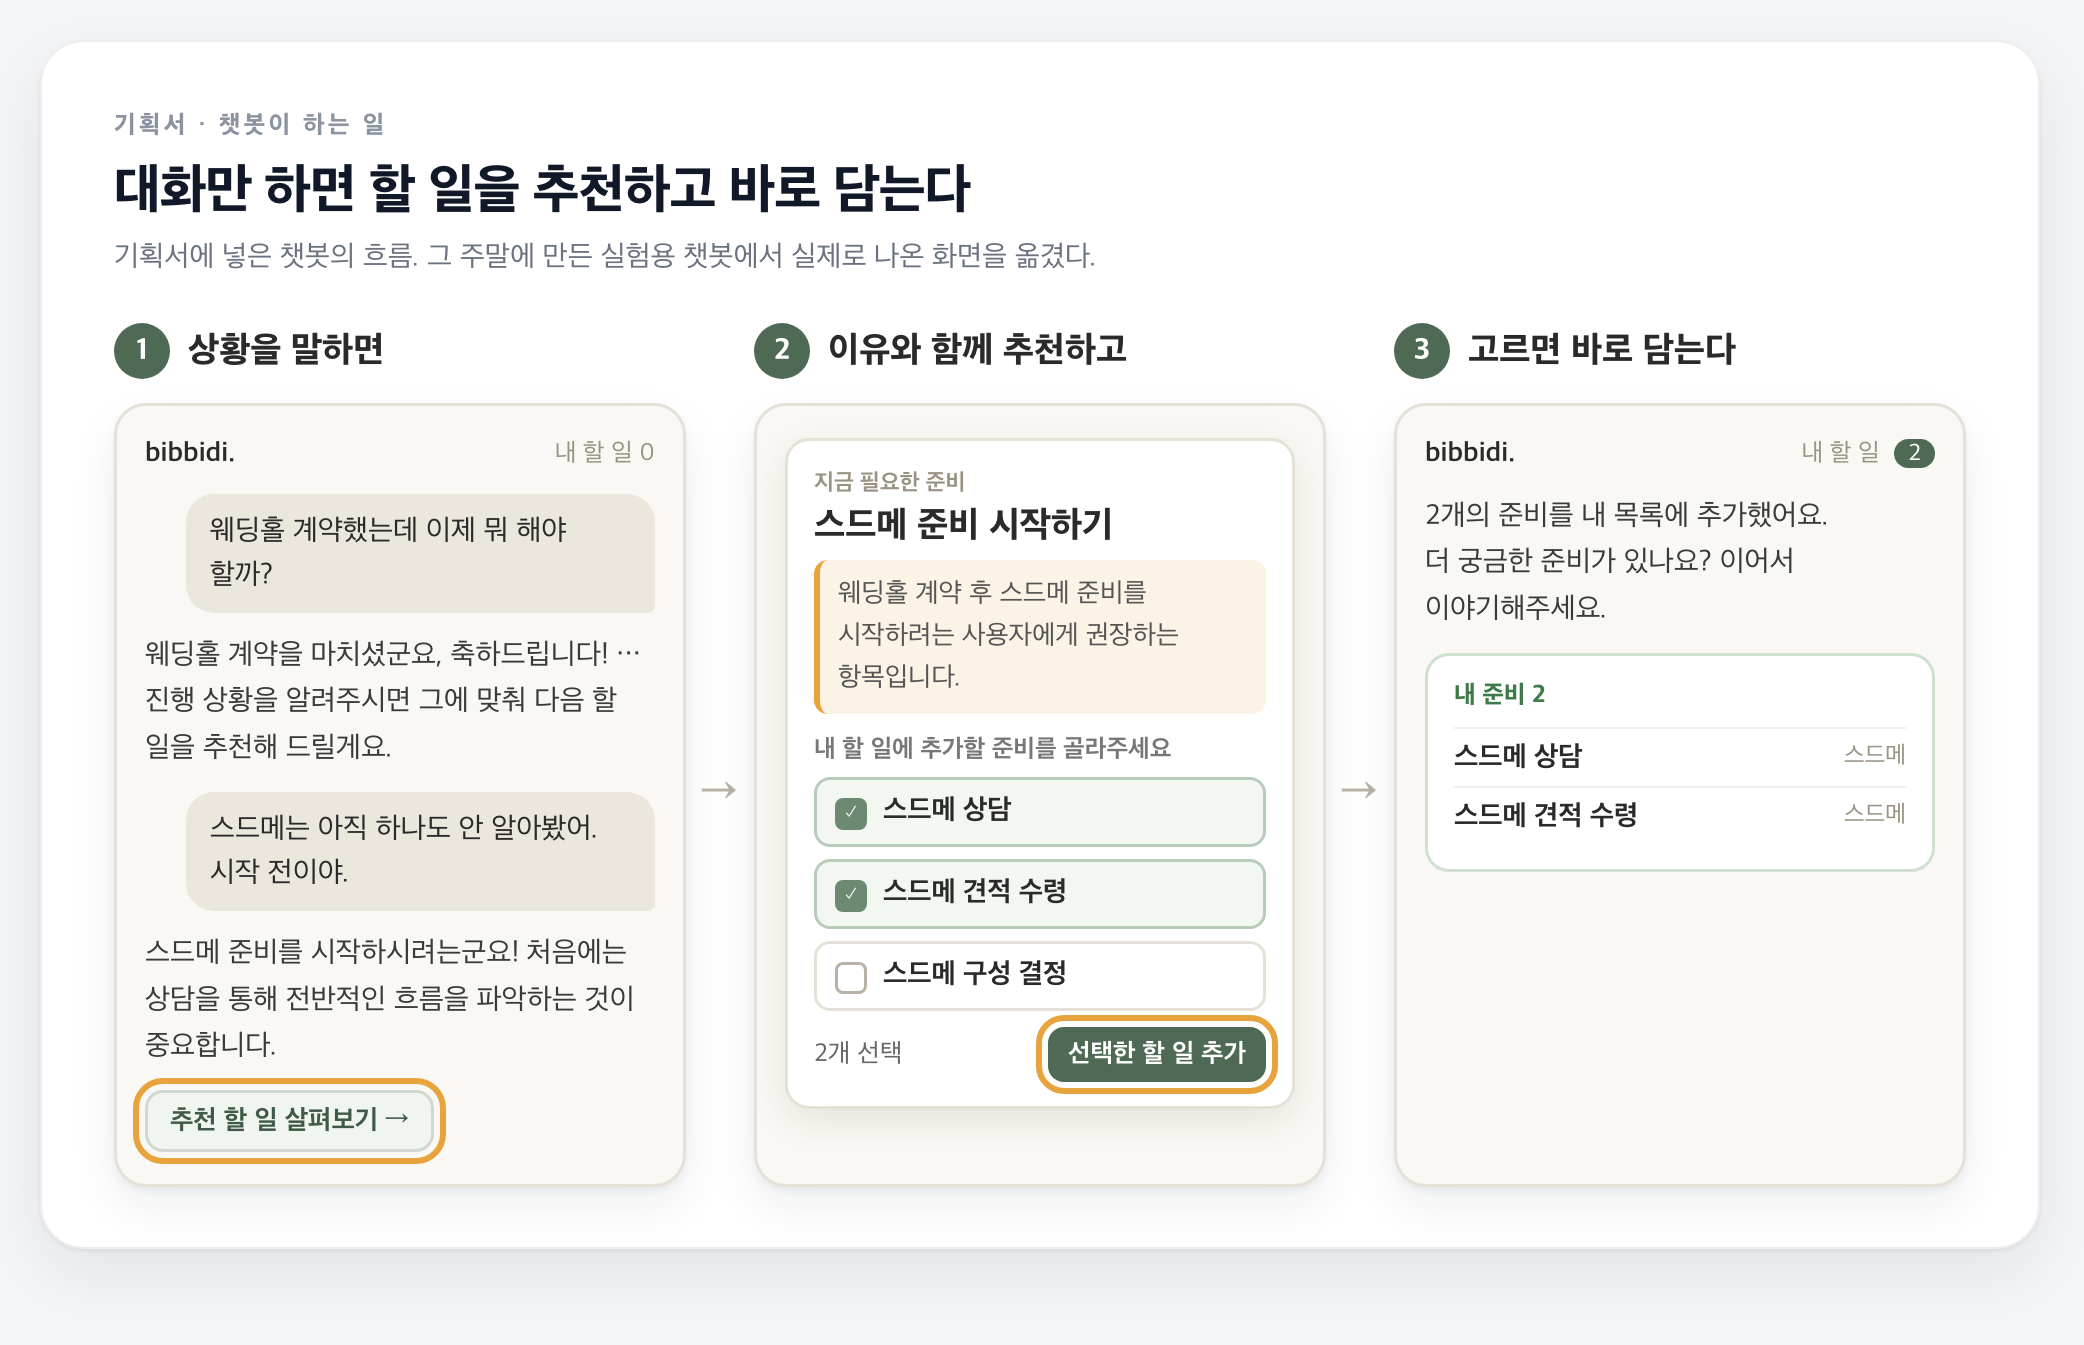 기획서 · 챗봇이 하는 일
대화만 하면 할 일을 추천하고 바로 담는다
기획서에 넣은 챗봇의 흐름. 그 주말에 만든 실험용 챗봇에서 실제로 나온 화면을 옮겼다.
1 상황을 말하면
bibbidi. 내 할 일 0
웨딩홀 계약했는데 이제 뭐 해야
할까?
웨딩홀 계약을 마치셨군요, 축하드립니다! ⋯
진행 상황을 알려주시면 그에 맞춰 다음 할
일을 추천해 드릴게요.
스드메는 아직 하나도 안 알아봤어.
시작 전이야.
스드메 준비를 시작하시려는군요! 처음에는
상담을 통해 전반적인 흐름을 파악하는 것이
중요합니다.
추천 할 일 살펴보기 →
→
2 이유와 함께 추천하고
지금 필요한 준비
스드메 준비 시작하기
웨딩홀 계약 후 스드메 준비를
시작하려는 사용자에게 권장하는
항목입니다.
내 할 일에 추가할 준비를 골라주세요
✓ 스드메 상담
✓ 스드메 견적 수령
스드메 구성 결정
2개 선택 선택한 할 일 추가
→
3 고르면 바로 담는다
bibbidi. 내 할 일 2
2개의 준비를 내 목록에 추가했어요.
더 궁금한 준비가 있나요? 이어서
이야기해주세요.
내 준비 2
스드메 상담 스드메
스드메 견적 수령 스드메